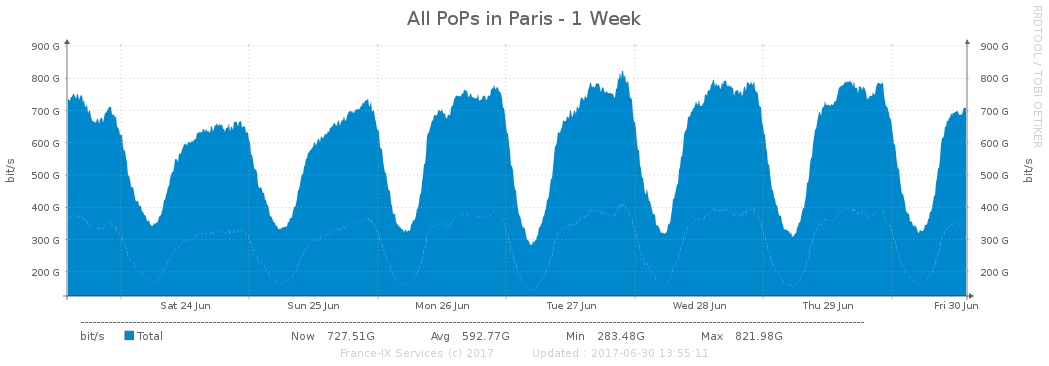 All PoPs in Paris - 1 Week
RRDTOOL / TOBI OETIKER
900 G 900 G
800 G 800 G
700 G 700 G
600 G 600 G
500 G 500 G
400 G 400 G
300 G 300 G
200 G 200 G
bit/s bit/s
Sat 24 Jun Sun 25 Jun Mon 26 Jun Tue 27 Jun Wed 28 Jun Thu 29 Jun Fri 30 Jun
bit/s Total Now 727.51G Avg 592.77G Min 283.48G Max 821.98G
France-IX Services (c) 2017 Updated : 2017-06-30 13:55:11